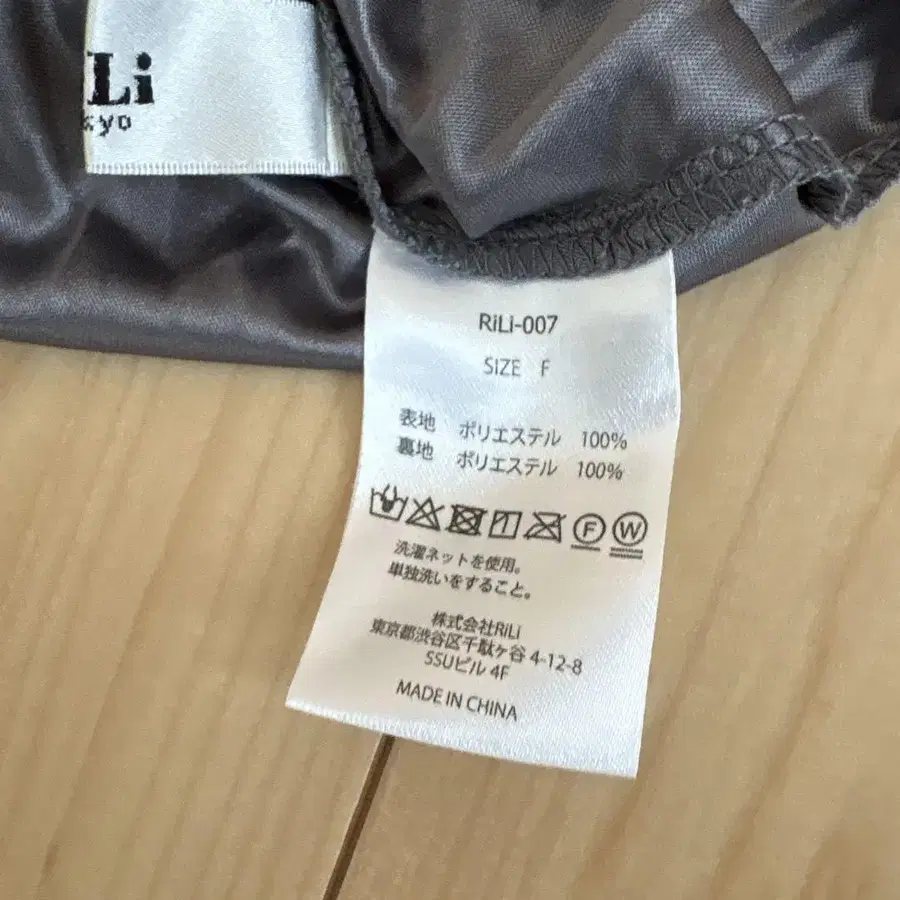 Li
kyo
RiLi-007
SIZE F
表地 ポリエステル 100%
裏地 ポリエステル 100%
F W
洗濯ネットを使用。
単独洗いをすること。
株式会社RiLi
東京都渋谷区千駄ヶ谷 4-12-8
SSUビル 4F
MADE IN CHINA